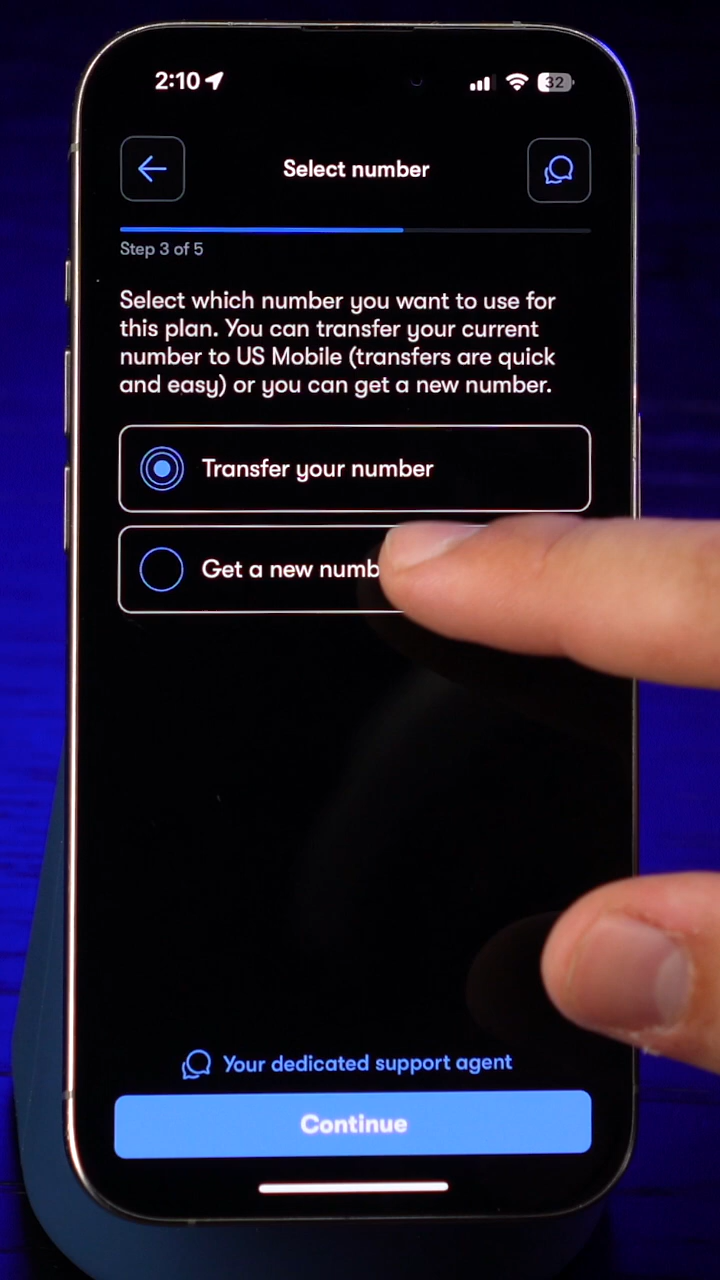 2:10
32
Select number
Step 3 of 5
Select which number you want to use for
this plan. You can transfer your current
number to US Mobile (transfers are quick
and easy) or you can get a new number.
Transfer your number
Get a new numb
Your dedicated support agent
Continue